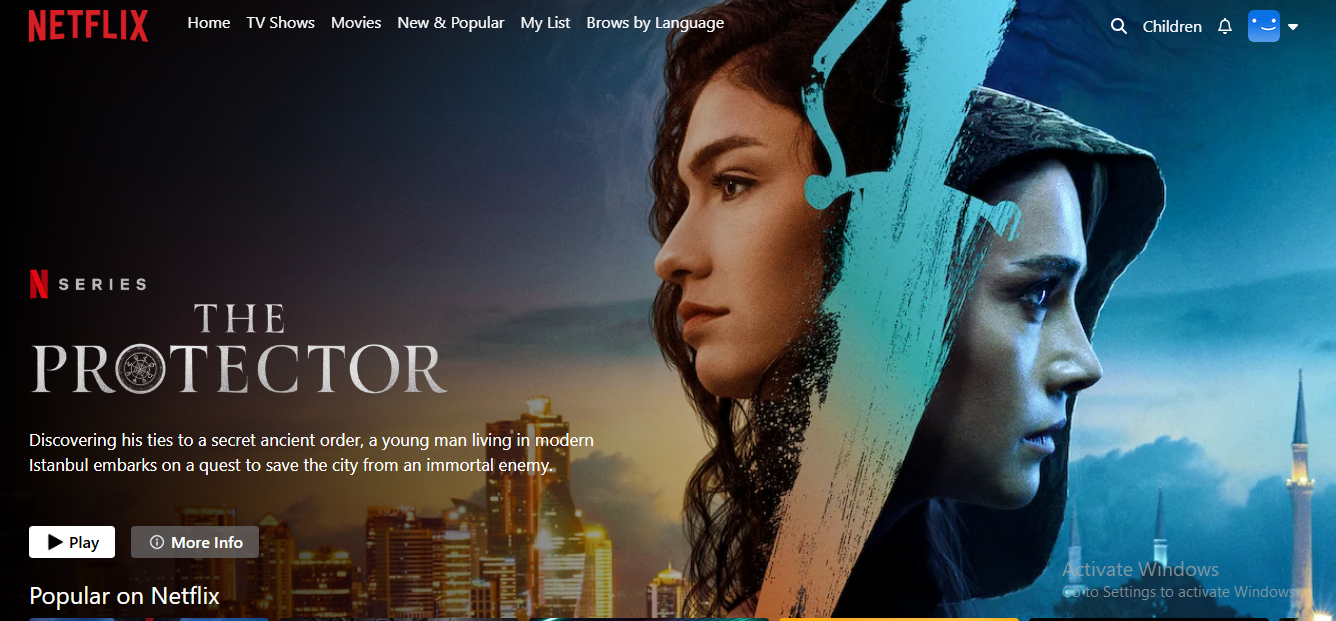 NETFLIX Home TV Shows Movies New & Popular My List Brows by Language Children
N SERIES
THE
PROTECTOR
Discovering his ties to a secret ancient order, a young man living in modern
Istanbul embarks on a quest to save the city from an immortal enemy.
Play More Info
Activate Windows
Go to Settings to activate Windows.
Popular on Netflix